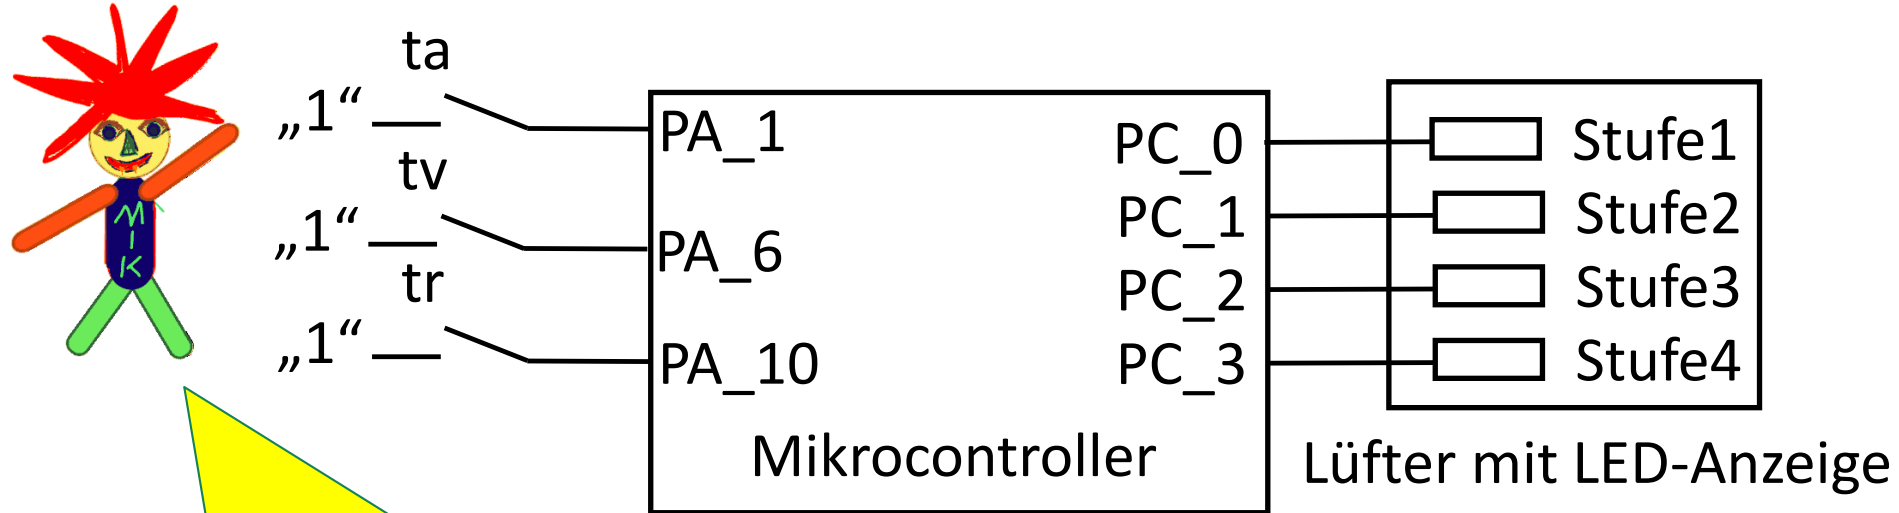 ta
„1“
PA_1
PC_0
Stufe1
tv
„1“
PA_6
PC_1
Stufe2
tr
„1“
PA_10
PC_2
Stufe3
PC_3
Stufe4
MIK
Mikrocontroller
Lüfter mit LED-Anzeige